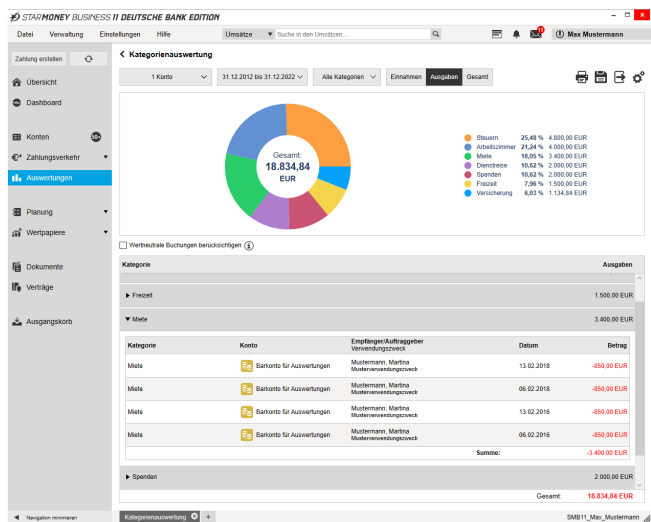 STARMONEY BUSINESS 11 DEUTSCHE BANK EDITION
Datei Verwaltung Einstellungen Hilfe Umsätze Suche in den Umsätzen... Max Mustermann
Zahlung erstellen
Übersicht
Dashboard
Konten 50+
Zahlungsverkehr
Auswertungen
Planung
Wertpapiere
Dokumente
Verträge
Ausgangskorb
Navigation minimieren
Kategorienauswertung
1 Konto 31.12.2012 bis 31.12.2022 Alle Kategorien Einnahmen Ausgaben Gesamt
Gesamt:
18.834,84
EUR
Steuern 25,48 % 4.800,00 EUR
Arbeitszimmer 21,24 % 4.000,00 EUR
Miete 18,05 % 3.400,00 EUR
Dienstreise 10,62 % 2.000,00 EUR
Spenden 10,62 % 2.000,00 EUR
Freizeit 7,96 % 1.500,00 EUR
Versicherung 6,03 % 1.134,84 EUR
Wertneutrale Buchungen berücksichtigen
Kategorie Ausgaben
Freizeit 1.500,00 EUR
Miete 3.400,00 EUR
Kategorie Konto Empfänger/Auftraggeber Datum Betrag
Verwendungszweck
Miete Barkonto für Auswertungen Mustermann, Martina 13.02.2018 -850,00 EUR
Musterverwendungszweck
Miete Barkonto für Auswertungen Mustermann, Martina 06.02.2018 -850,00 EUR
Musterverwendungszweck
Miete Barkonto für Auswertungen Mustermann, Martina 13.02.2016 -850,00 EUR
Musterverwendungszweck
Miete Barkonto für Auswertungen Mustermann, Martina 06.02.2016 -850,00 EUR
Musterverwendungszweck
Summe: -3.400,00 EUR
Spenden 2.000,00 EUR
Gesamt: 18.834,84 EUR
Kategorienauswertung +
SMB11_Max_Mustermann